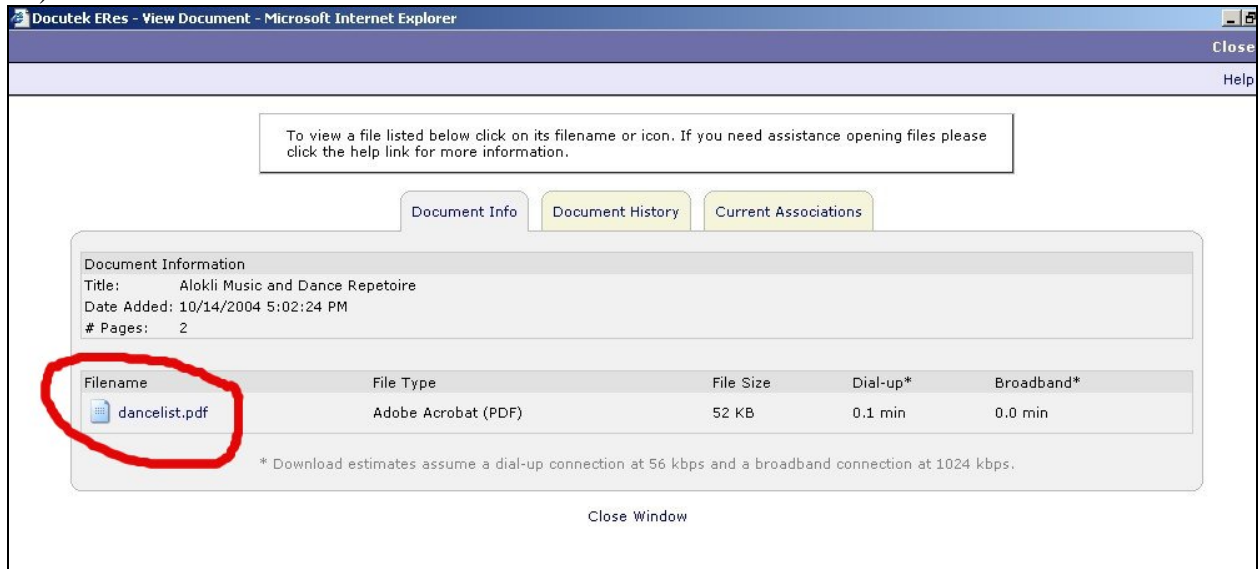 Docutek ERes - View Document - Microsoft Internet Explorer
Close
Help
To view a file listed below click on its filename or icon. If you need assistance opening files please
click the help link for more information.
Document Info Document History Current Associations
Document Information
Title: Alokli Music and Dance Repetoire
Date Added: 10/14/2004 5:02:24 PM
# Pages: 2
Filename File Type File Size Dial-up* Broadband*
dancelist.pdf Adobe Acrobat (PDF) 52 KB 0.1 min 0.0 min
* Download estimates assume a dial-up connection at 56 kbps and a broadband connection at 1024 kbps.
Close Window